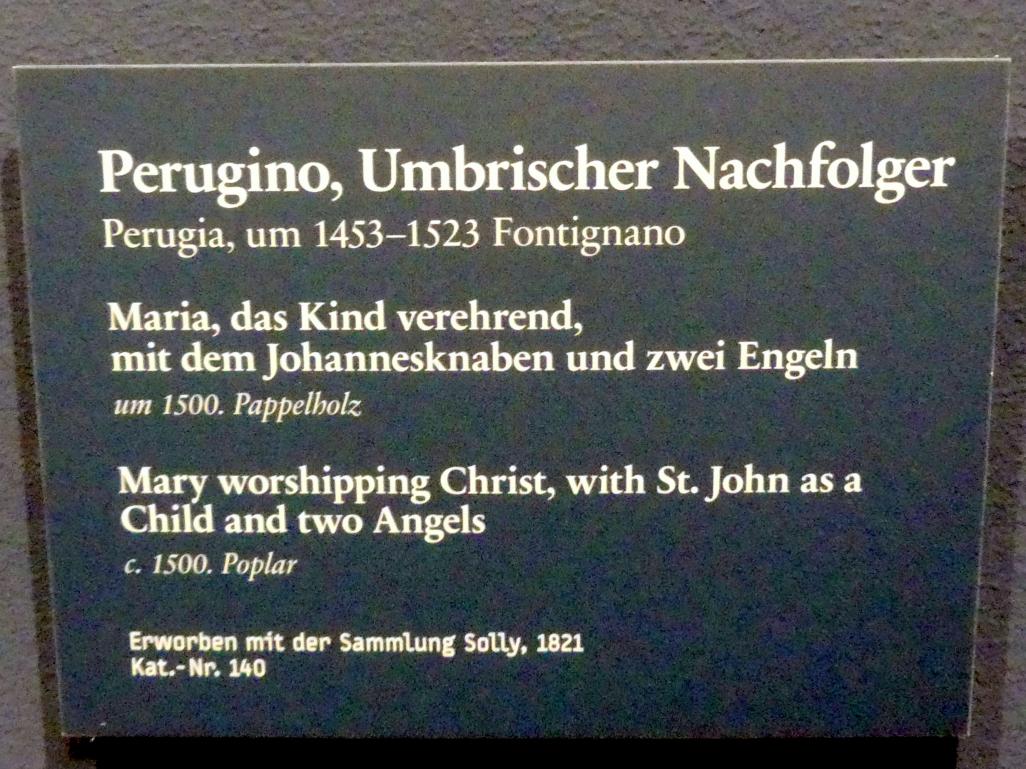 Perugino, Umbrischer Nachfolger
Perugia, um 1453–1523 Fontignano
Maria, das Kind verehrend,
mit dem Johannesknaben und zwei Engeln
um 1500. Pappelholz
Mary worshipping Christ, with St. John as a
Child and two Angels
c. 1500. Poplar
Erworben mit der Sammlung Solly, 1821
Kat.-Nr. 140